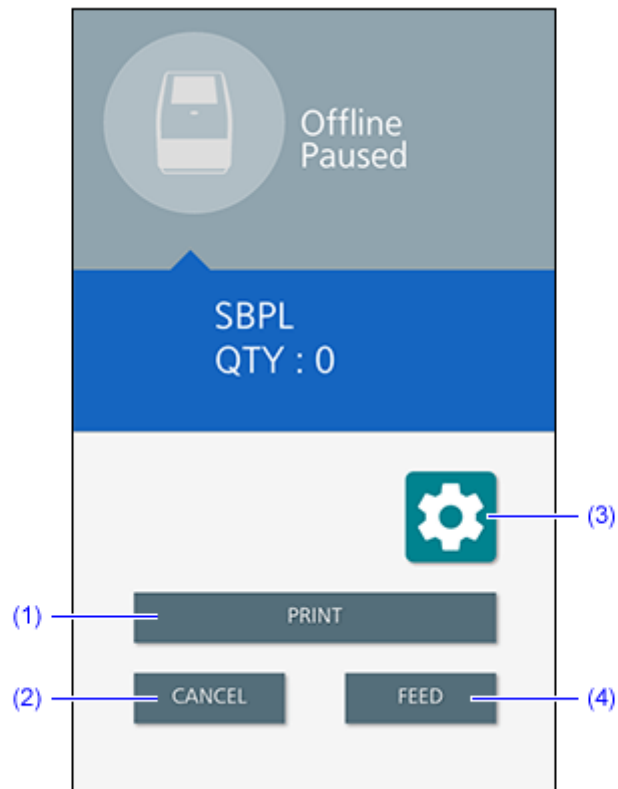 Offline
Paused
SBPL
QTY : 0
(3)
(1)
PRINT
(2)
CANCEL
FEED
(4)